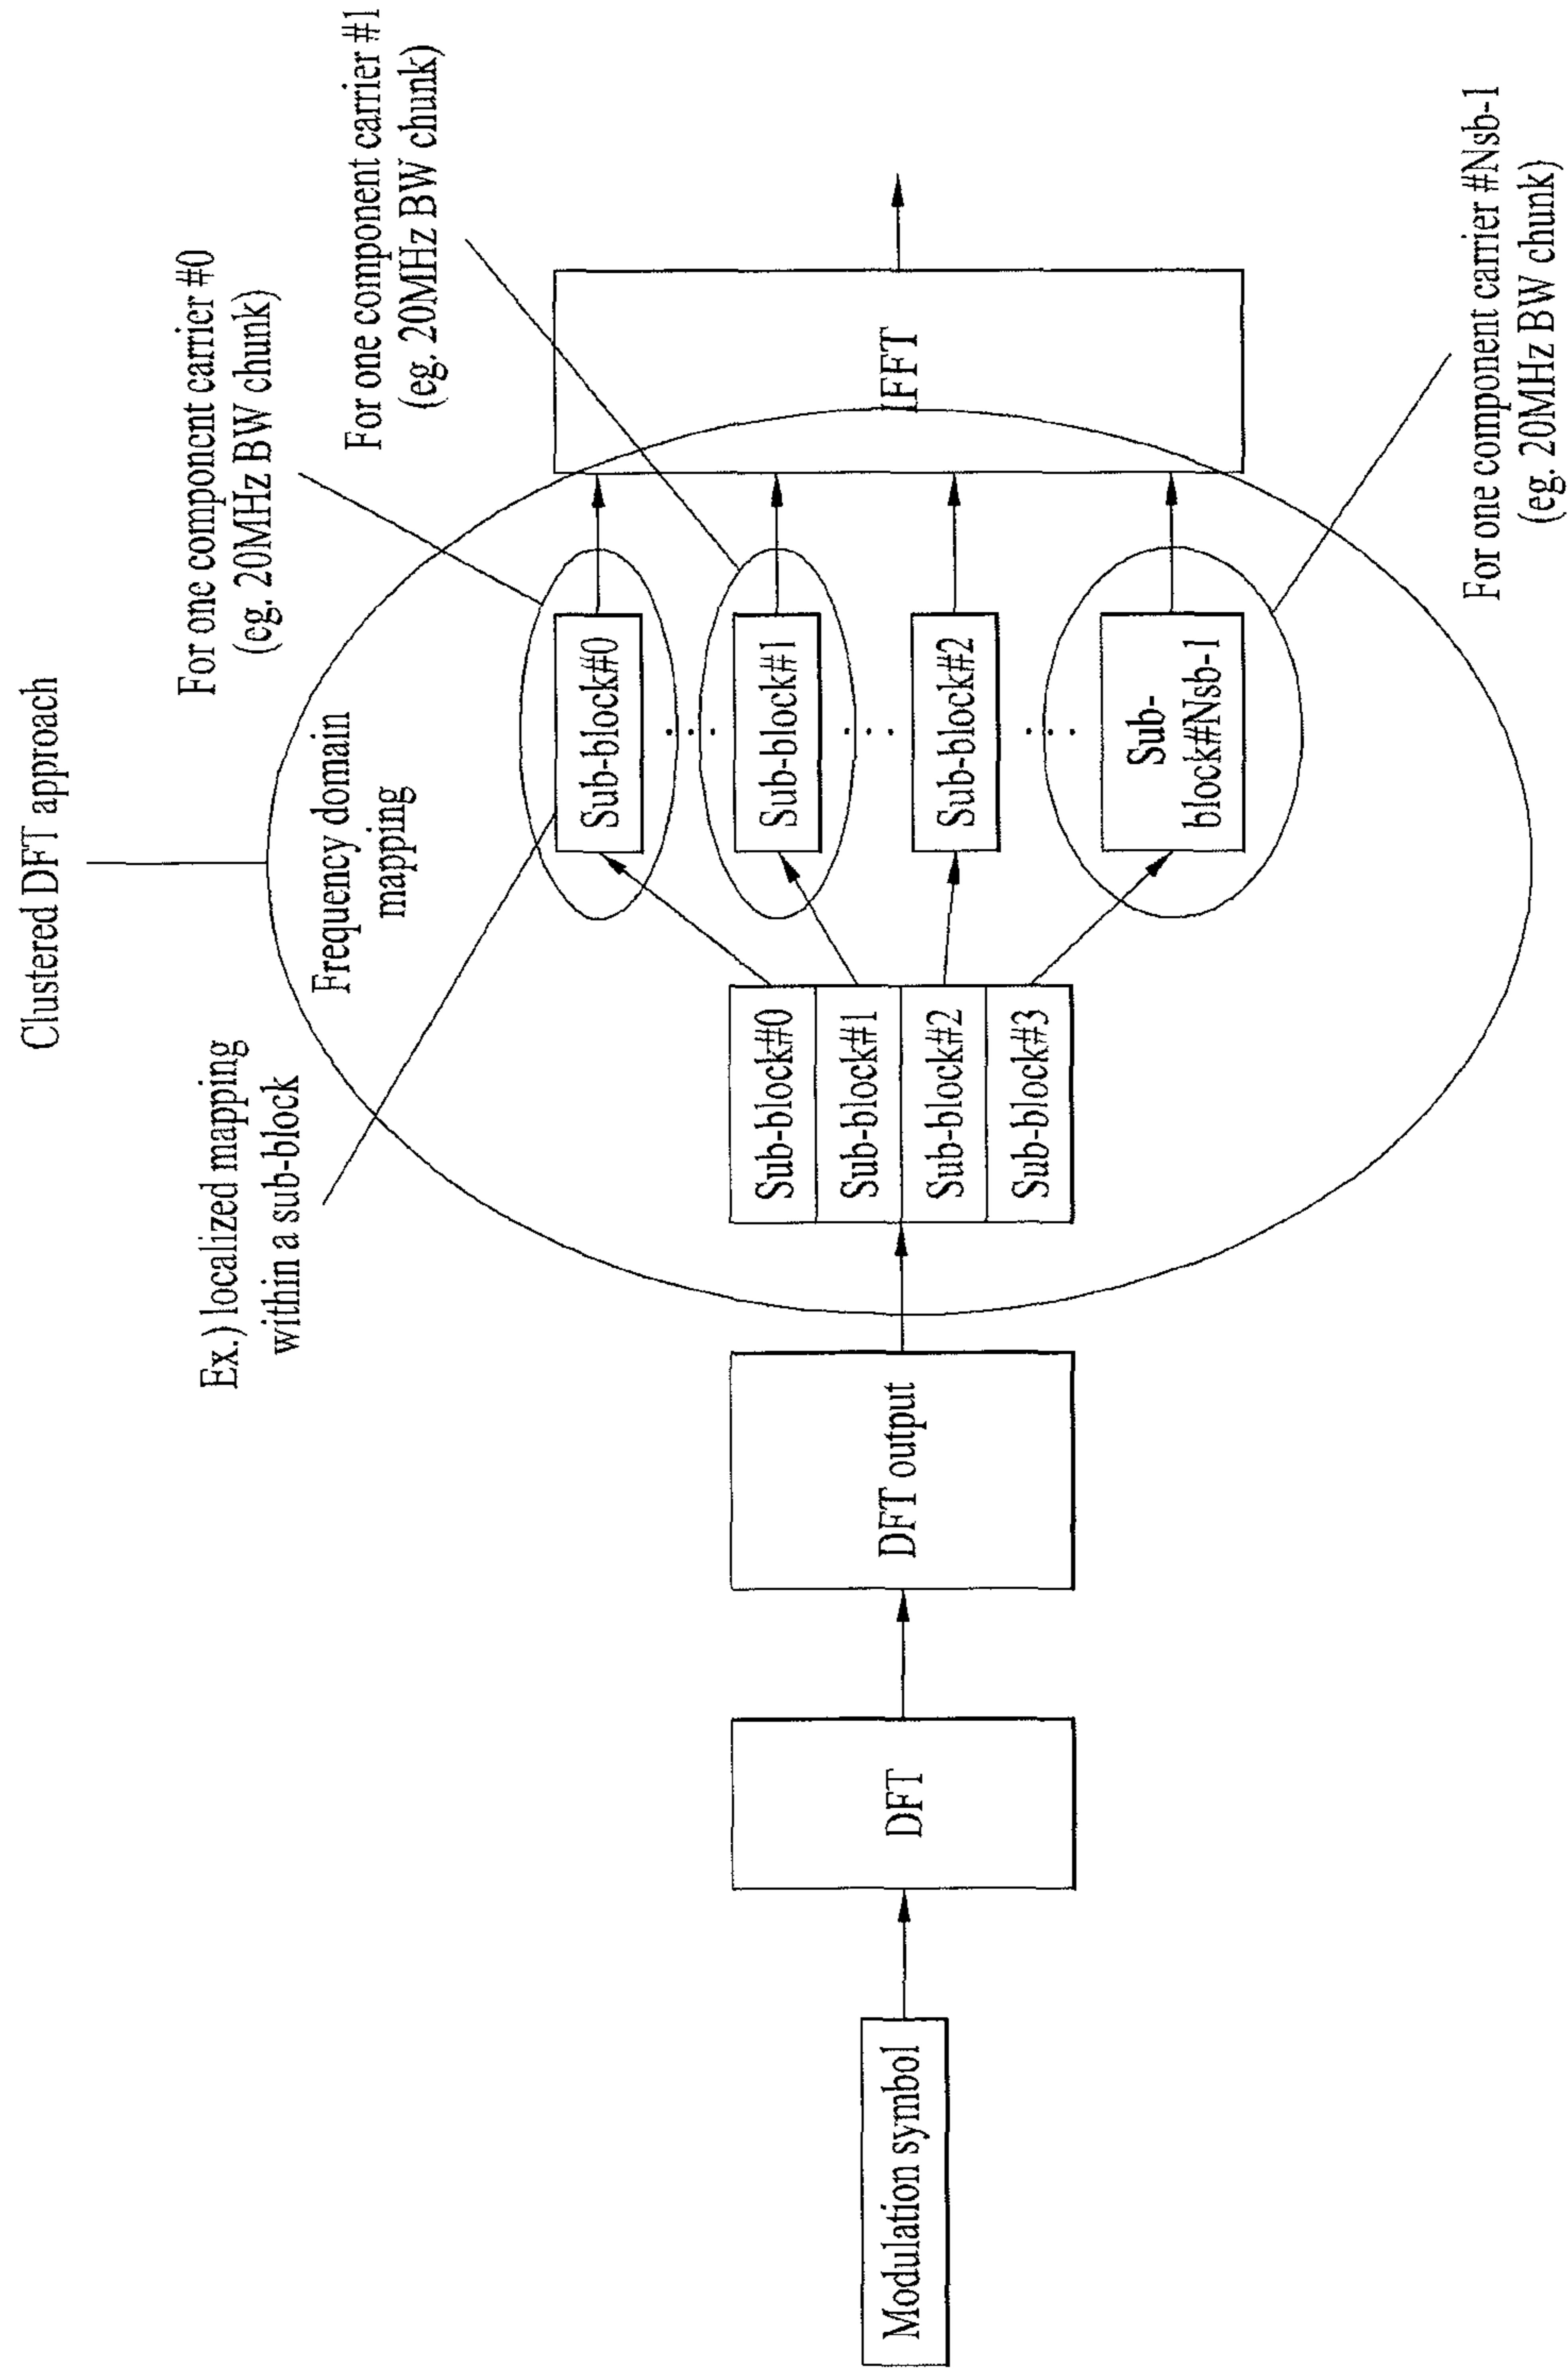 Clustered DFT approach
Ex.) localized mapping
within a sub-block
Frequency domain
mapping
For one component carrier #0
(eg. 20MHz BW chunk)
For one component carrier #1
(eg. 20MHz BW chunk)
Modulation symbol
DFT
DFT output
Sub-block#0
Sub-block#1
Sub-block#2
Sub-block#3
Sub-block#0
Sub-block#1
Sub-block#2
Sub-
block#Nsb-1
IFFT
For one component carrier #Nsb-1
(eg. 20MHz BW chunk)